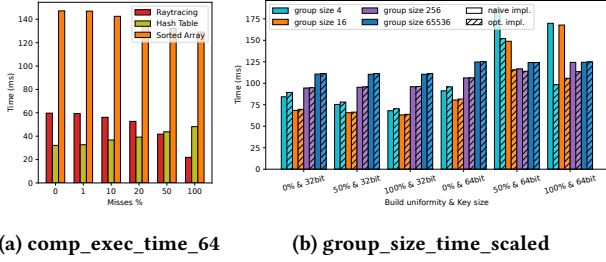 140
120
100
80
60
40
20
0
Time (ms)
Raytracing
Hash Table
Sorted Array
0 1 10 20 50 100
Misses %
(a) comp_exec_time_64
175
150
125
100
75
50
25
0
Time (ms)
group size 4 group size 256 naive impl.
group size 16 group size 65536 opt. impl.
0% & 32bit 50% & 32bit 100% & 32bit 0% & 64bit 50% & 64bit 100% & 64bit
Build uniformity & Key size
(b) group_size_time_scaled